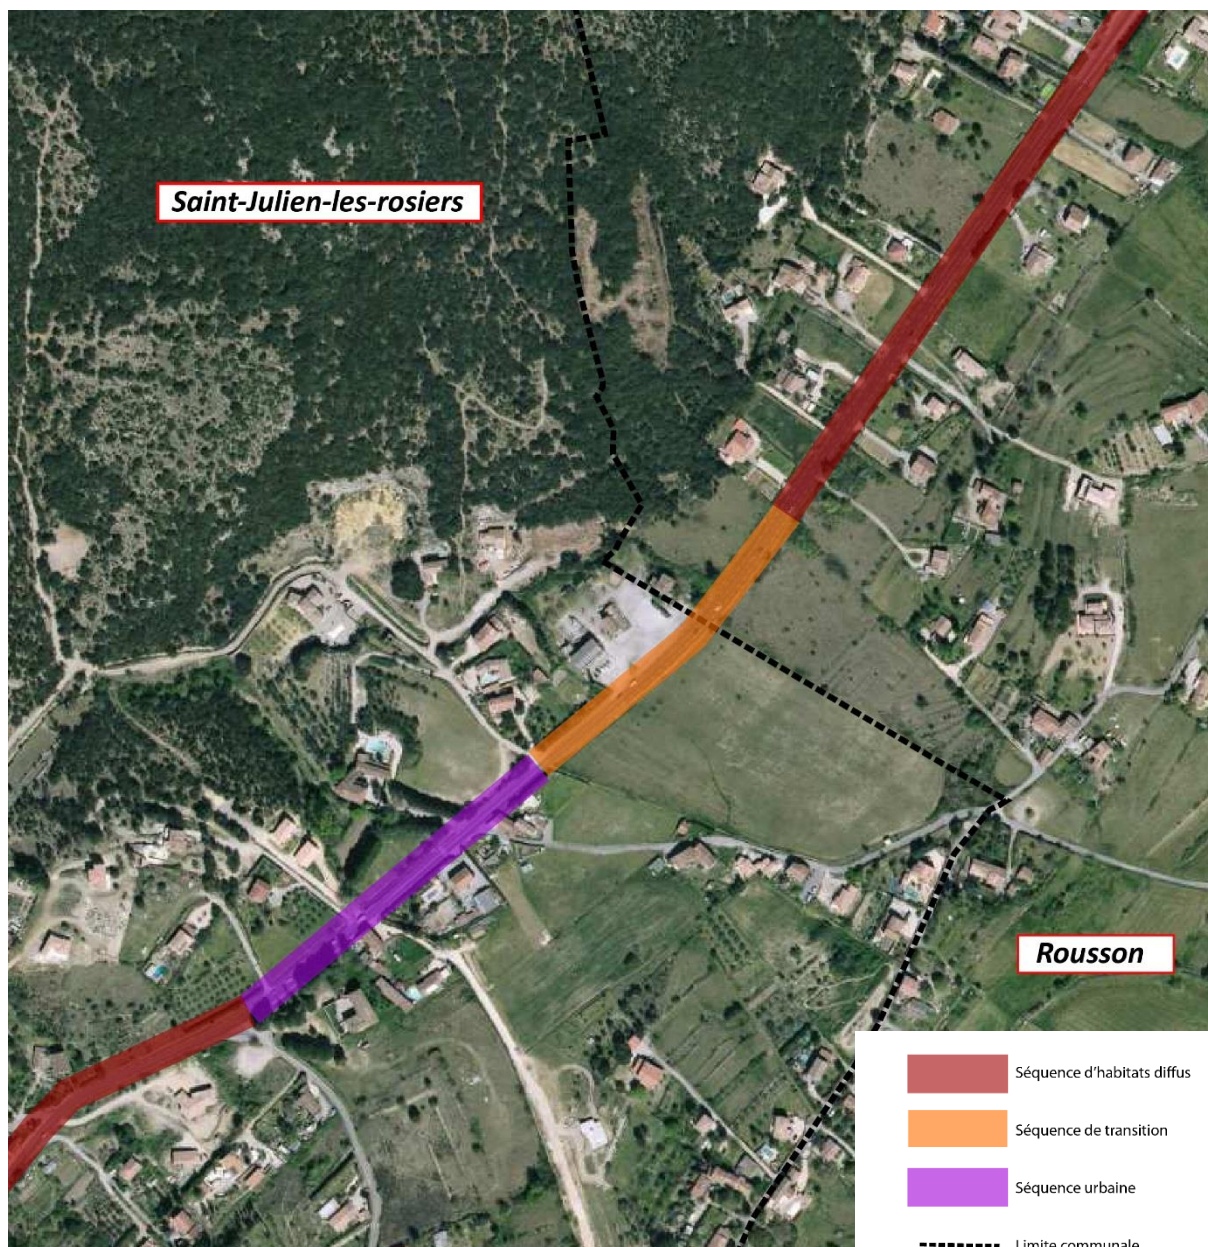 Saint-Julien-les-rosiers
Rousson
Séquence d'habitats diffus
Séquence de transition
Séquence urbaine
Limite communale